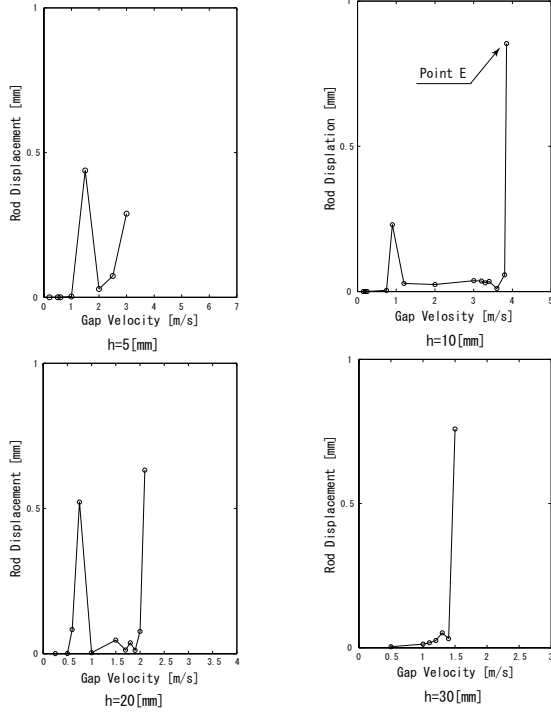 1
0.5
0
Rod Displacement [mm]
0 1 2 3 4 5 6 7
Gap Velocity [m/s]
h=5[mm]
1
0.5
0
Rod Displation [mm]
Point E
0 1 2 3 4 5
Gap Velosity [m/s]
h=10[mm]
1
0.5
0
Rod Displacement [mm]
0 0.5 1 1.5 2 2.5 3 3.5 4
Gap Velocity [m/s]
h=20[mm]
1
0.5
0
Rod Displacement [mm]
0 0.5 1 1.5 2 2.5 3
Gap Velocity [m/s]
h=30[mm]